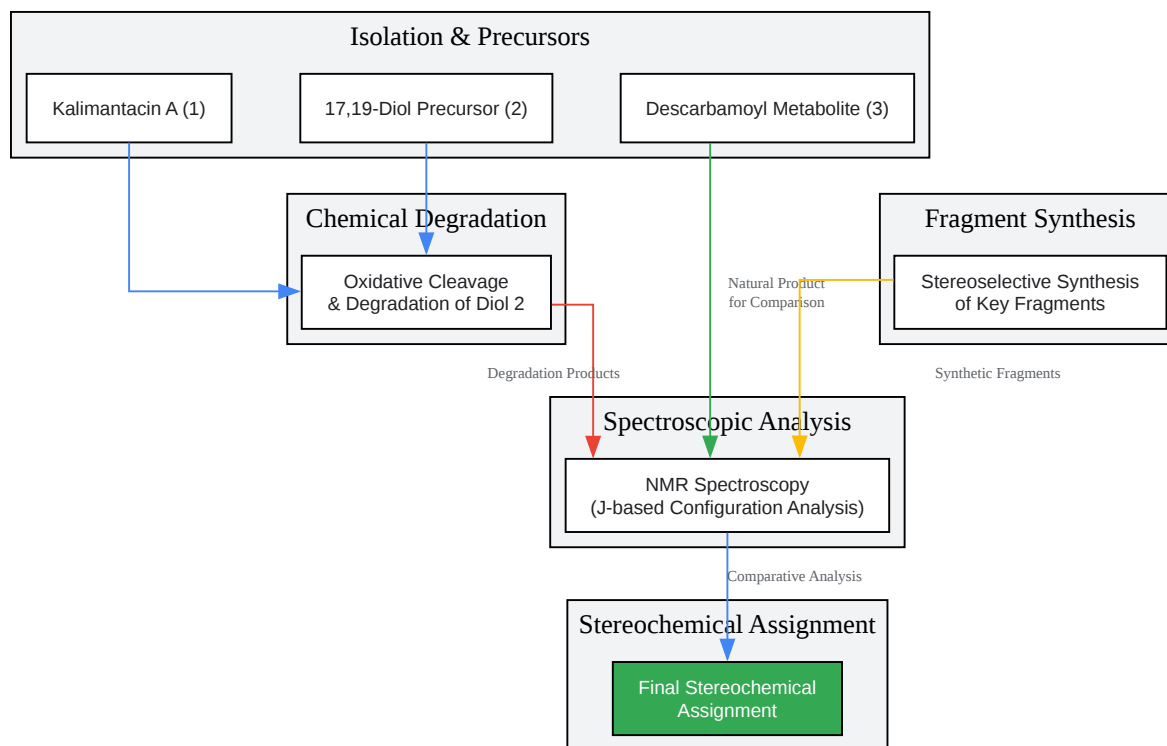 Isolation & Precursors
Kalimantacin A (1)
17,19-Diol Precursor (2)
Descarbamoyl Metabolite (3)
Chemical Degradation
Fragment Synthesis
Oxidative Cleavage
& Degradation of Diol 2
Natural Product
for Comparison
Stereoselective Synthesis
of Key Fragments
Degradation Products
Synthetic Fragments
Spectroscopic Analysis
NMR Spectroscopy
(J-based Configuration Analysis)
Comparative Analysis
Stereochemical Assignment
Final Stereochemical
Assignment